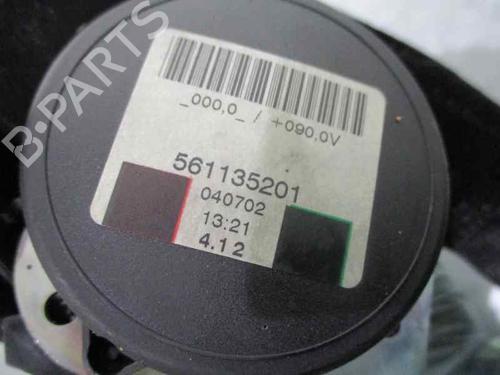 B-PARTS
_000,0_ / +090,0V
561135201
040702
13:21
4.12